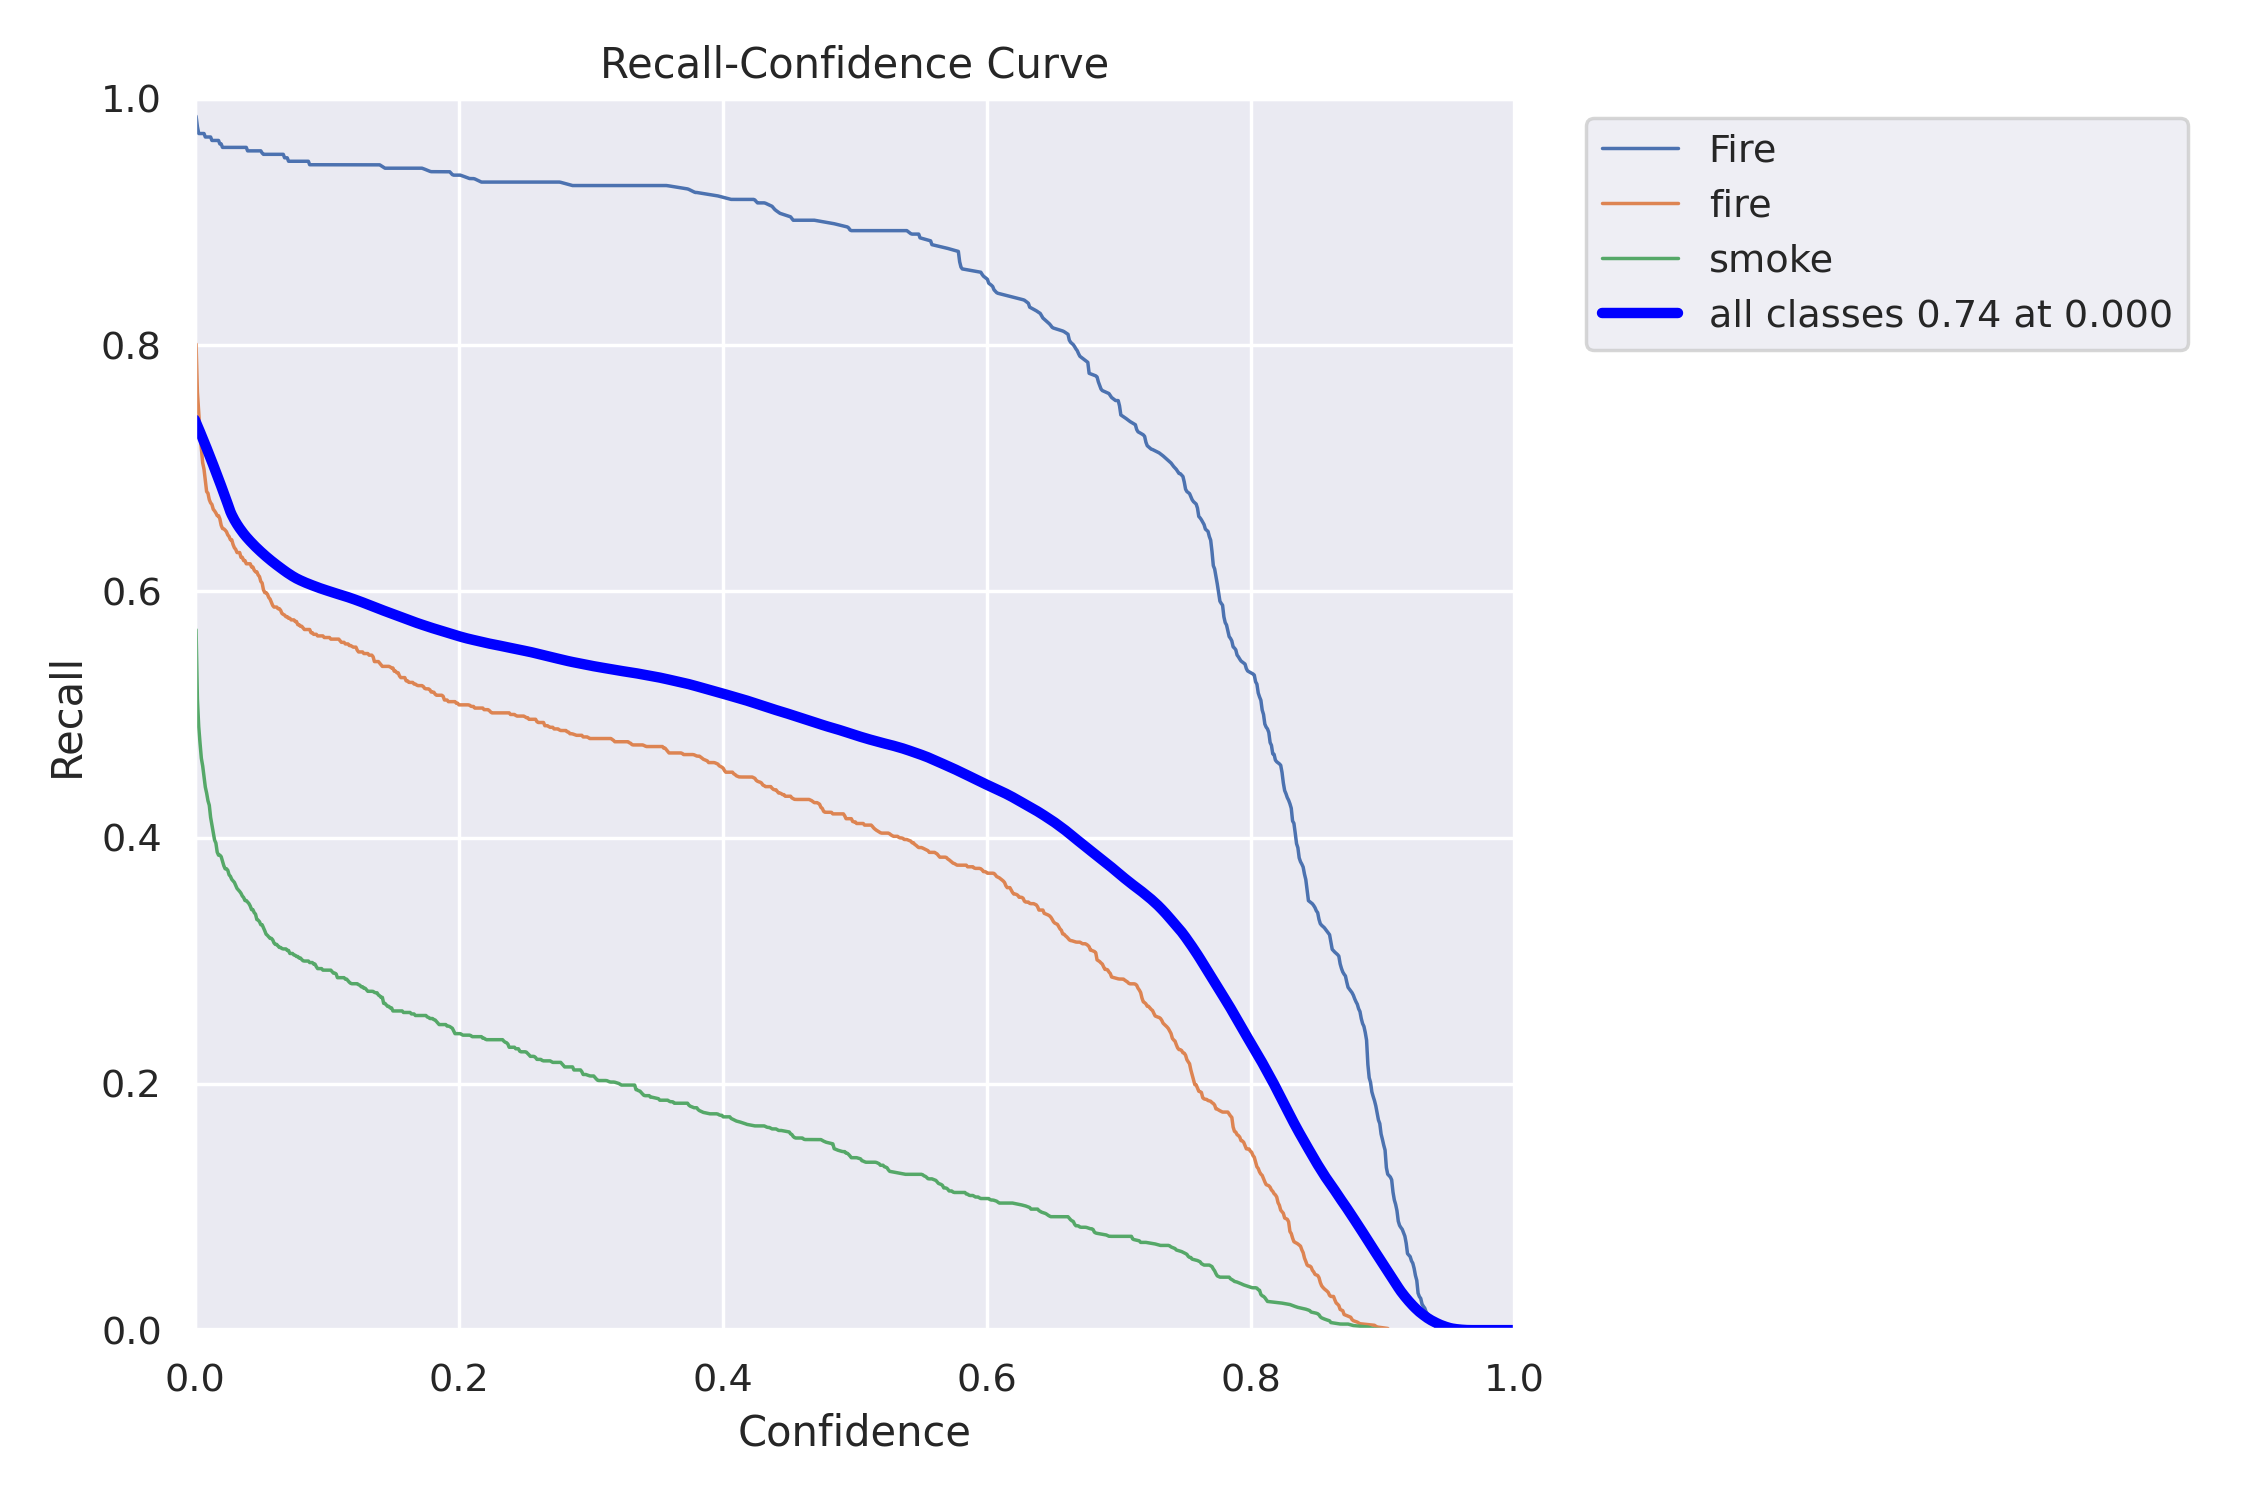 Recall-Confidence Curve
1.0
0.8
0.6
0.4
0.2
0.0
Recall
0.0 0.2 0.4 0.6 0.8 1.0
Confidence
Fire
fire
smoke
all classes 0.74 at 0.000